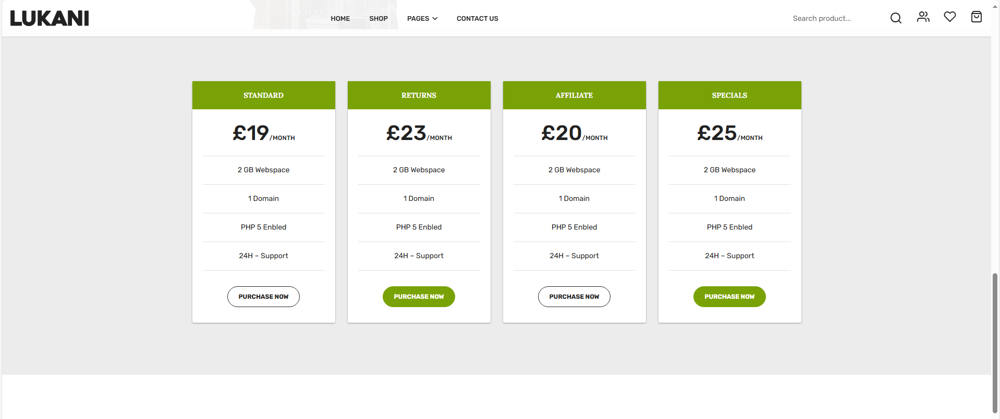 LUKANI
HOME SHOP PAGES CONTACT US
Search product...
STANDARD
£19/MONTH
2 GB Webspace
1 Domain
PHP 5 Enbled
24H – Support
PURCHASE NOW
RETURNS
£23/MONTH
2 GB Webspace
1 Domain
PHP 5 Enbled
24H – Support
PURCHASE NOW
AFFILIATE
£20/MONTH
2 GB Webspace
1 Domain
PHP 5 Enbled
24H – Support
PURCHASE NOW
SPECIALS
£25/MONTH
2 GB Webspace
1 Domain
PHP 5 Enbled
24H – Support
PURCHASE NOW